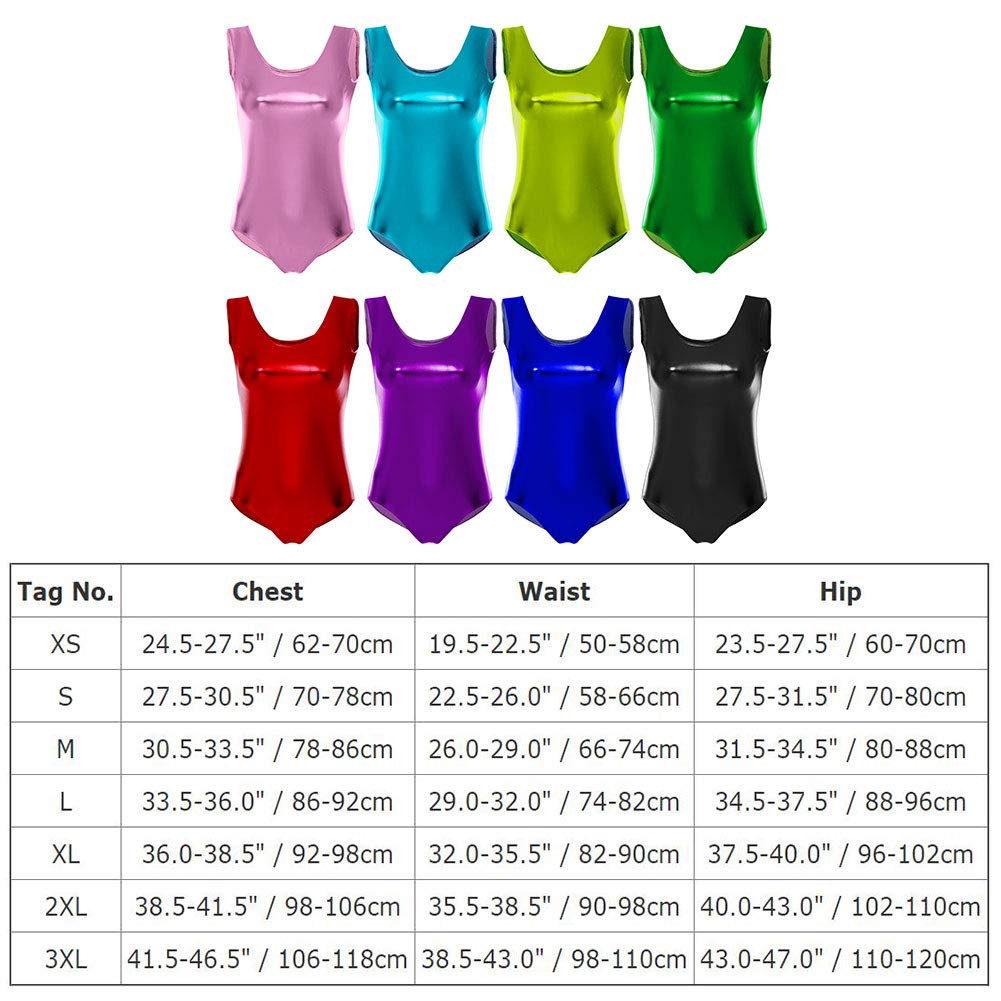 Tag No. Chest Waist Hip
XS 24.5-27.5" / 62-70cm 19.5-22.5" / 50-58cm 23.5-27.5" / 60-70cm
S 27.5-30.5" / 70-78cm 22.5-26.0" / 58-66cm 27.5-31.5" / 70-80cm
M 30.5-33.5" / 78-86cm 26.0-29.0" / 66-74cm 31.5-34.5" / 80-88cm
L 33.5-36.0" / 86-92cm 29.0-32.0" / 74-82cm 34.5-37.5" / 88-96cm
XL 36.0-38.5" / 92-98cm 32.0-35.5" / 82-90cm 37.5-40.0" / 96-102cm
2XL 38.5-41.5" / 98-106cm 35.5-38.5" / 90-98cm 40.0-43.0" / 102-110cm
3XL 41.5-46.5" / 106-118cm 38.5-43.0" / 98-110cm 43.0-47.0" / 110-120cm